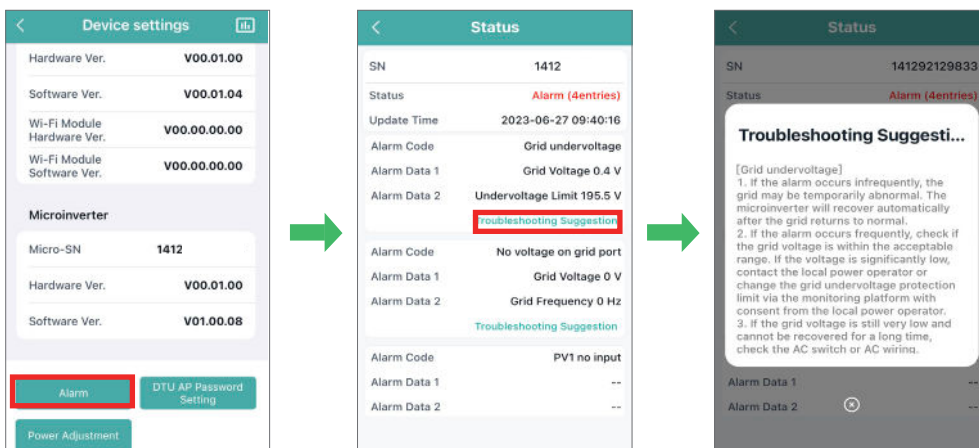 Device settings
Hardware Ver. V00.01.00
Software Ver. V00.01.04
Wi-Fi Module
Hardware Ver. V00.00.00.00
Wi-Fi Module
Software Ver. V00.00.00.00
Microinverter
Micro-SN 1412
Hardware Ver. V00.01.00
Software Ver. V01.00.08
Alarm
DTU AP Password
Setting
Power Adjustment
Status
SN 1412
Status Alarm (4entries)
Update Time 2023-06-27 09:40:16
Alarm Code Grid undervoltage
Alarm Data 1 Grid Voltage 0.4 V
Alarm Data 2 Undervoltage Limit 195.5 V
Troubleshooting Suggestion
Alarm Code No voltage on grid port
Alarm Data 1 Grid Voltage 0 V
Alarm Data 2 Grid Frequency 0 Hz
Troubleshooting Suggestion
Alarm Code PV1 no input
Alarm Data 1 --
Alarm Data 2 --
Status
SN 141292129833
Status Alarm (4entries)
Troubleshooting Suggesti...
[Grid undervoltage]
1. If the alarm occurs infrequently, the
grid may be temporarily abnormal. The
microinverter will recover automatically
after the grid returns to normal.
2. If the alarm occurs frequently, check if
the grid voltage is within the acceptable
range. If the voltage is significantly low,
contact the local power operator or
change the grid undervoltage protection
limit via the monitoring platform with
consent from the local power operator.
3. If the grid voltage is still very low and
cannot be recovered for a long time,
check the AC switch or AC wiring.
Alarm Data 1 --
Alarm Data 2 --